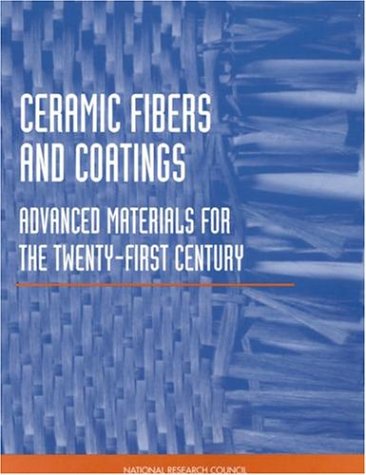 CERAMIC FIBERS
AND COATINGS
ADVANCED MATERIALS FOR
THE TWENTY-FIRST CENTURY
NATIONAL RESEARCH COUNCIL